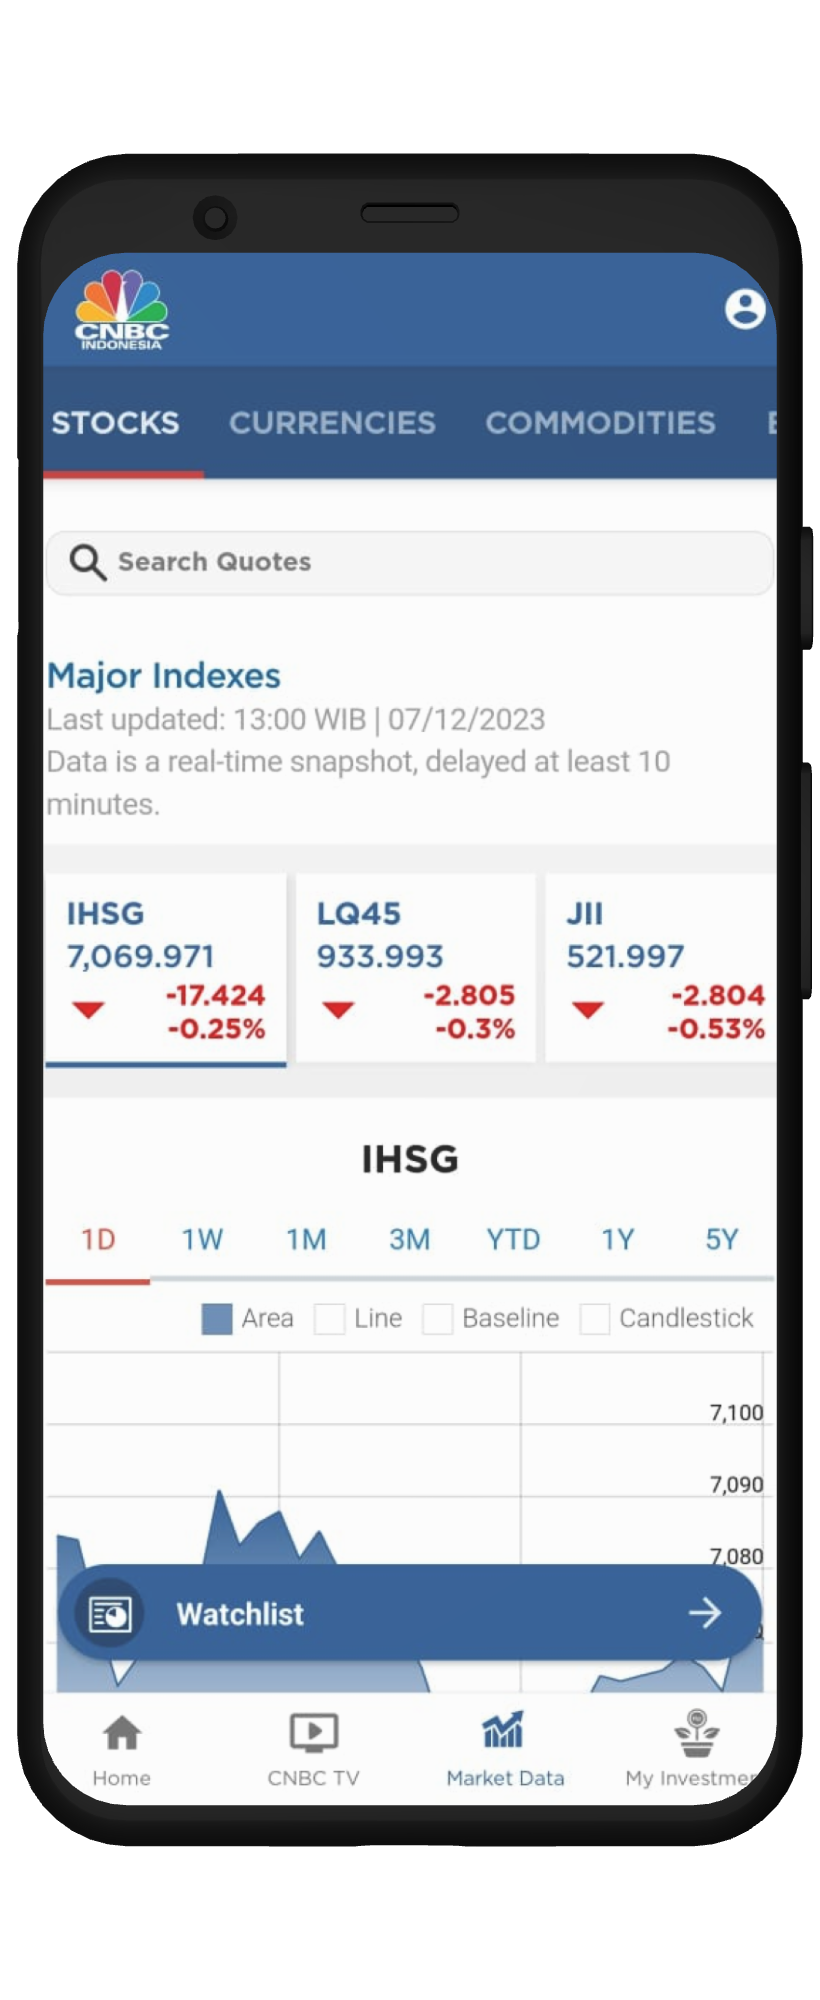 CNBC
INDONESIA
STOCKS CURRENCIES COMMODITIES
Search Quotes
Major Indexes
Last updated: 13:00 WIB | 07/12/2023
Data is a real-time snapshot, delayed at least 10
minutes.
IHSG
7,069.971
-17.424
-0.25%
LQ45
933.993
-2.805
-0.3%
JII
521.997
-2.804
-0.53%
IHSG
1D 1W 1M 3M YTD 1Y 5Y
Area Line Baseline Candlestick
7,100
7,090
7,080
Watchlist
Home CNBC TV Market Data My Investme